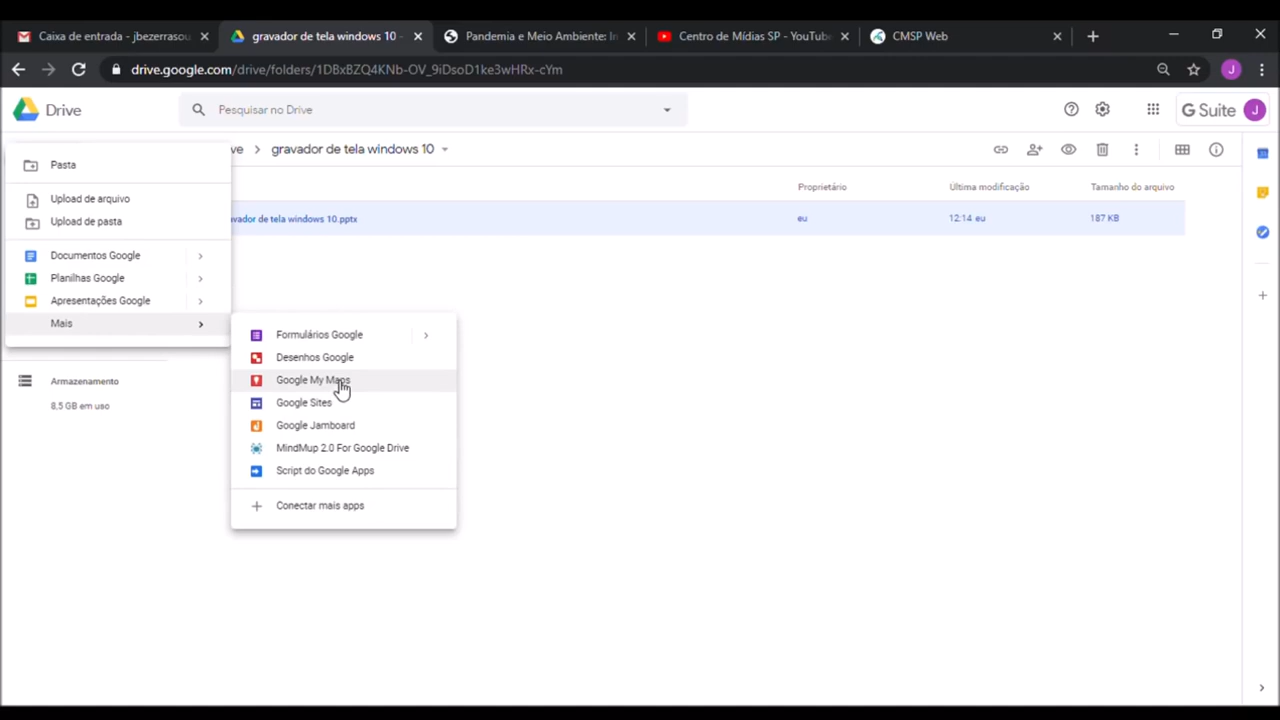 Caixa de entrada - jbezerrasou
gravador de tela windows 10 -
Pandemia e Meio Ambiente: In
Centro de Mídias SP - YouTube
CMSP Web
drive.google.com/drive/folders/1DBxBZQ4KNb-OV_9iDsoD1ke3wHRx-cYm
J
Drive
Pesquisar no Drive
G Suite
J
ve
gravador de tela windows 10
Pasta
Proprietário
Última modificação
Tamanho do arquivo
Upload de arquivo
Upload de pasta
avador de tela windows 10.pptx
eu
12:14 eu
187 KB
Documentos Google
Planilhas Google
Apresentações Google
Mais
Formulários Google
Desenhos Google
Google My Maps
Google Sites
Google Jamboard
MindMup 2.0 For Google Drive
Script do Google Apps
Conectar mais apps
Armazenamento
8,5 GB em uso